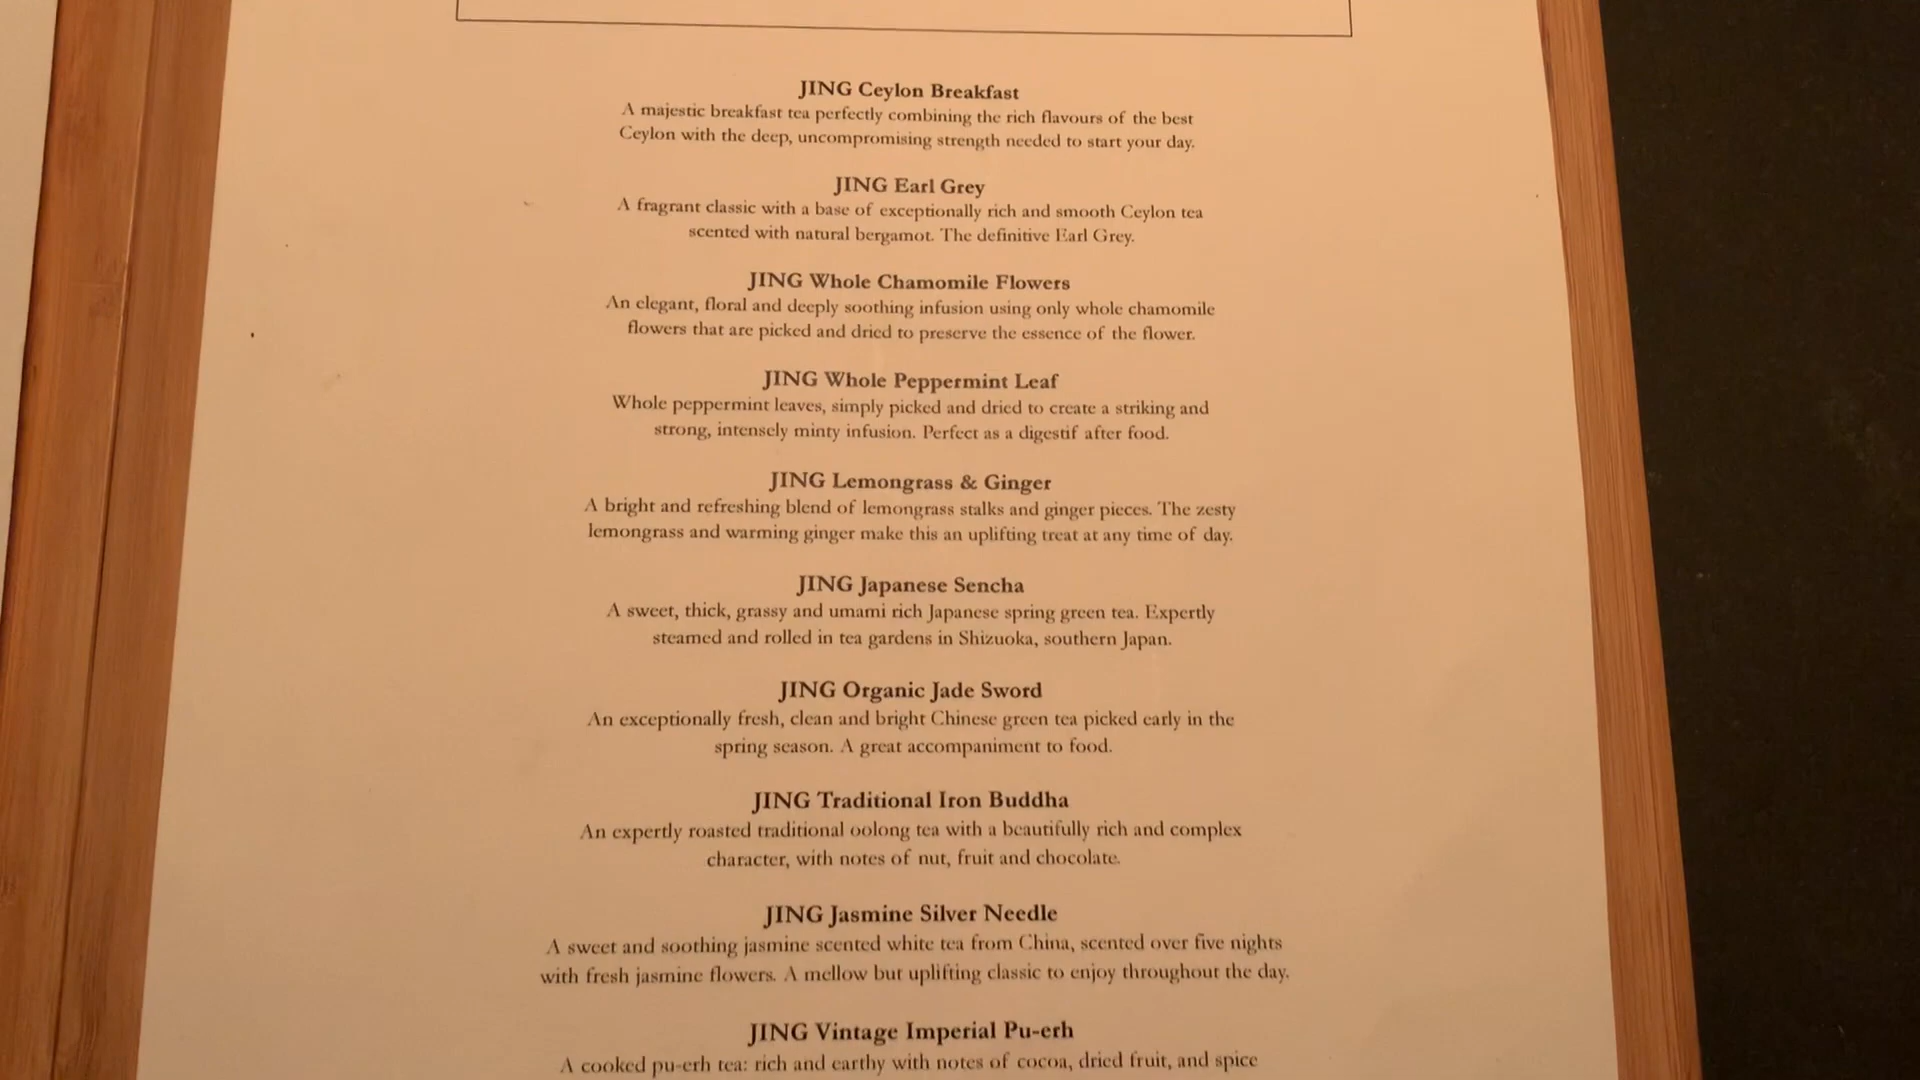 JING Ceylon Breakfast
A majestic breakfast tea perfectly combining the rich flavours of the best
Ceylon with the deep, uncompromising strength needed to start your day.
JING Earl Grey
A fragrant classic with a base of exceptionally rich and smooth Ceylon tea
scented with natural bergamot. The definitive Earl Grey.
JING Whole Chamomile Flowers
An elegant, floral and deeply soothing infusion using only whole chamomile
flowers that are picked and dried to preserve the essence of the flower.
JING Whole Peppermint Leaf
Whole peppermint leaves, simply picked and dried to create a striking and
strong, intensely minty infusion. Perfect as a digestif after food.
JING Lemongrass & Ginger
A bright and refreshing blend of lemongrass stalks and ginger pieces. The zesty
lemongrass and warming ginger make this an uplifting treat at any time of day.
JING Japanese Sencha
A sweet, thick, grassy and umami rich Japanese spring green tea. Expertly
steamed and rolled in tea gardens in Shizuoka, southern Japan.
JING Organic Jade Sword
An exceptionally fresh, clean and bright Chinese green tea picked early in the
spring season. A great accompaniment to food.
JING Traditional Iron Buddha
An expertly roasted traditional oolong tea with a beautifully rich and complex
character, with notes of nut, fruit and chocolate.
JING Jasmine Silver Needle
A sweet and soothing jasmine scented white tea from China, scented over five nights
with fresh jasmine flowers. A mellow but uplifting classic to enjoy throughout the day.
JING Vintage Imperial Pu-erh
A cooked pu-erh tea: rich and earthy with notes of cocoa, dried fruit, and spice